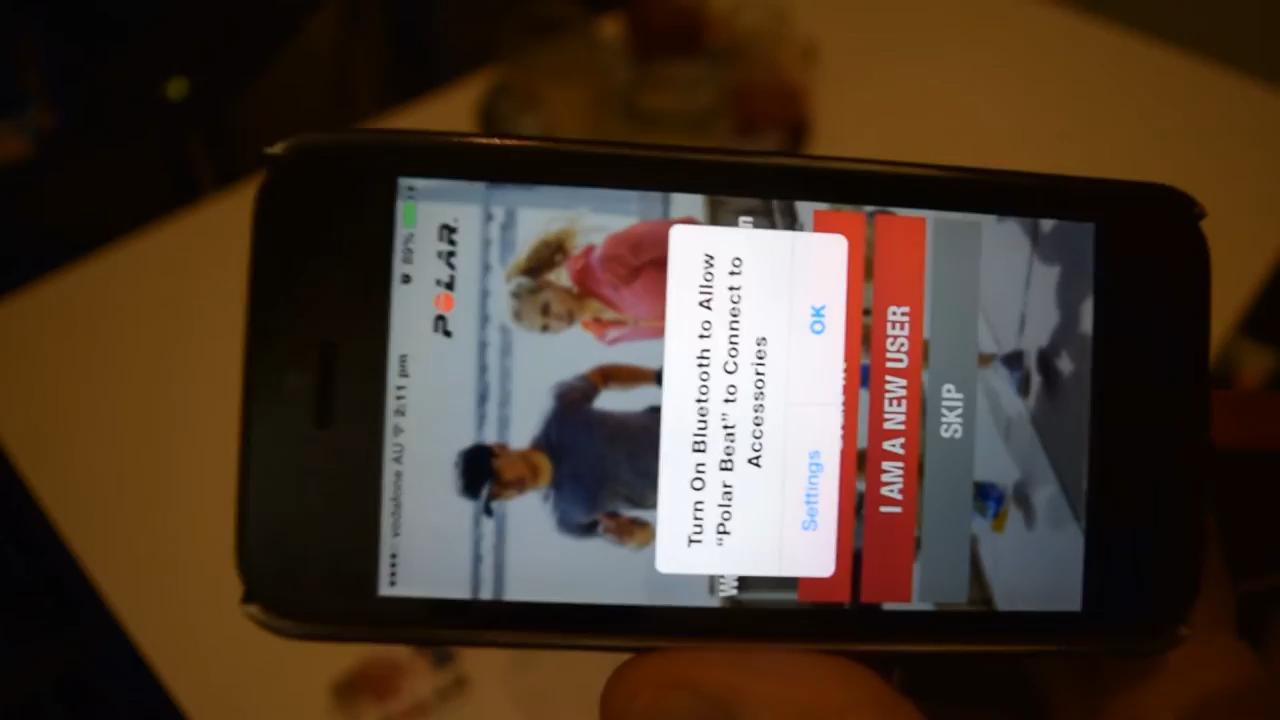 vodafone AU 2:11 pm 89%
POLAR
Turn On Bluetooth to Allow
“Polar Beat” to Connect to
Accessories
Settings OK
I AM A NEW USER
SKIP